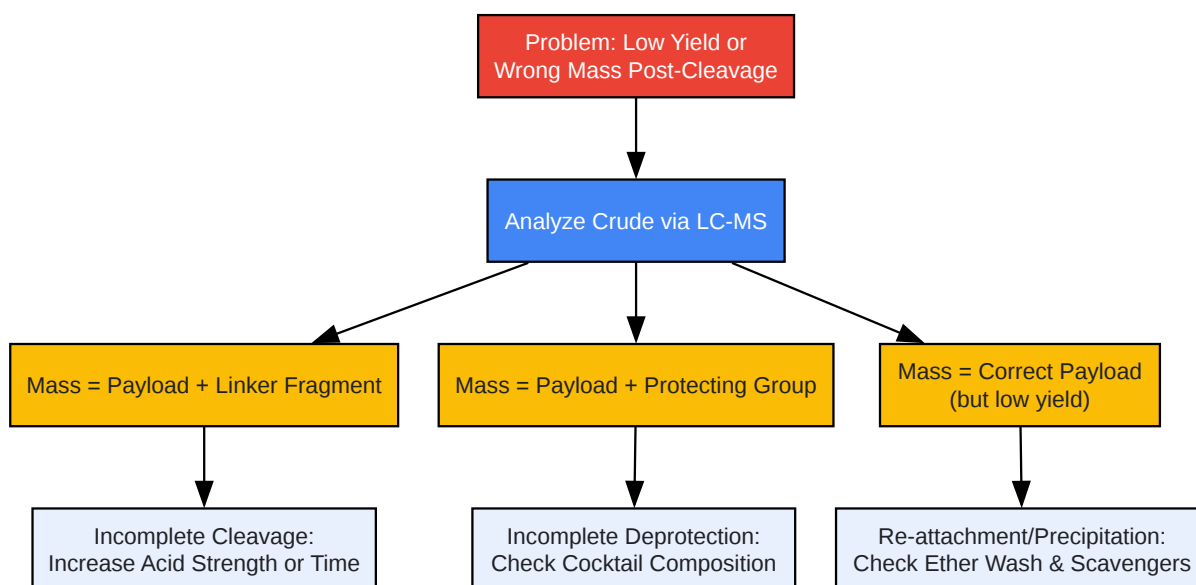 Problem: Low Yield or
Wrong Mass Post-Cleavage
Analyze Crude via LC-MS
Mass = Payload + Linker Fragment
Mass = Payload + Protecting Group
Mass = Correct Payload
(but low yield)
Incomplete Cleavage:
Increase Acid Strength or Time
Incomplete Deprotection:
Check Cocktail Composition
Re-attachment/Precipitation:
Check Ether Wash & Scavengers